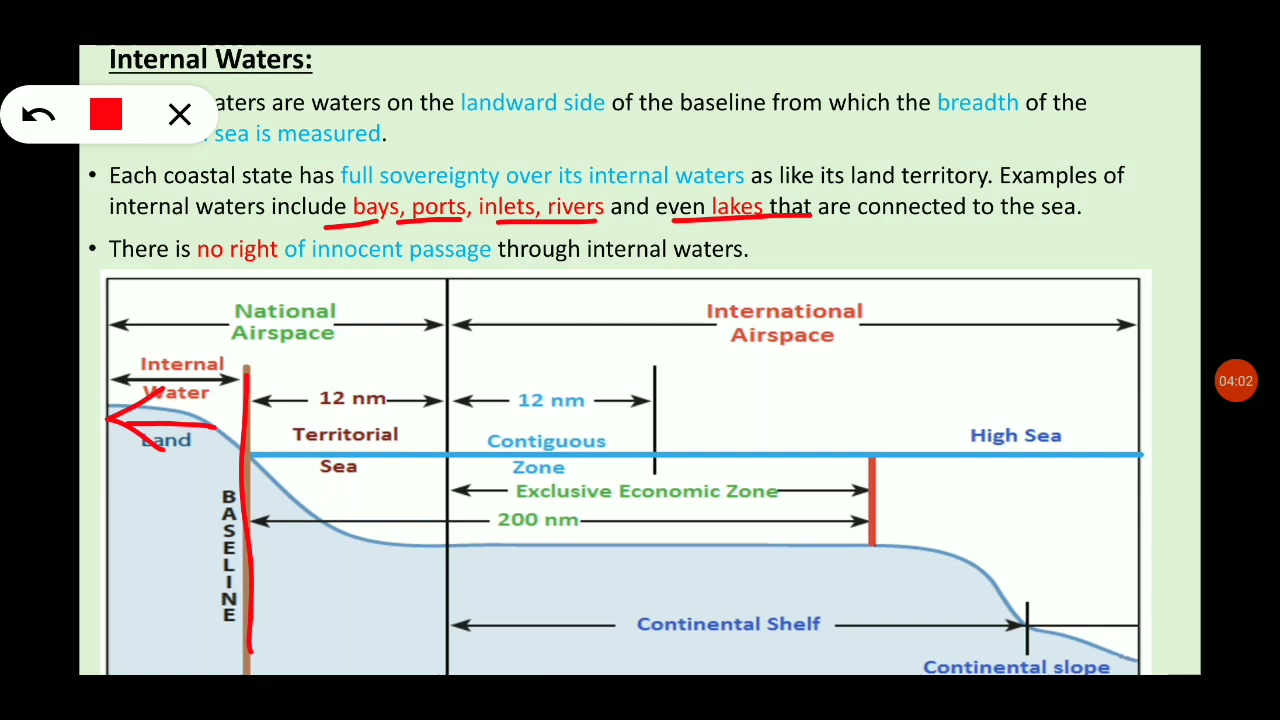 Internal Waters:
aters are waters on the landward side of the baseline from which the breadth of the
sea is measured.
• Each coastal state has full sovereignty over its internal waters as like its land territory. Examples of
internal waters include bays, ports, inlets, rivers and even lakes that are connected to the sea.
• There is no right of innocent passage through internal waters.
National
Airspace
International
Airspace
Internal
Water
Land
12 nm
12 nm
Territorial
Sea
Contiguous
Zone
High Sea
Exclusive Economic Zone
200 nm
BASELINE
Continental Shelf
Continental slope
04:02